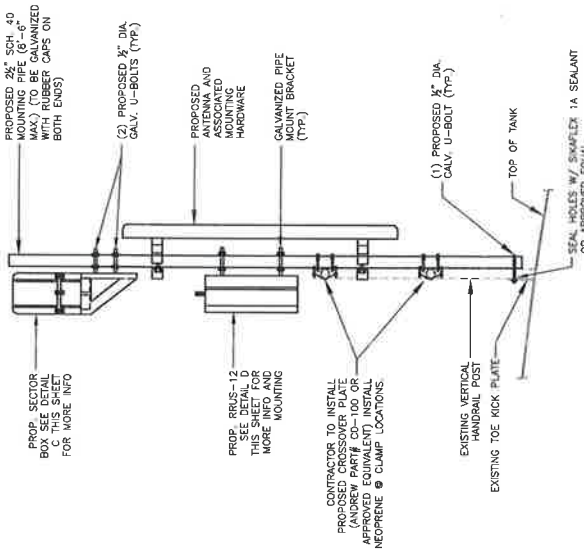 PROPOSED 2½" SCH. 40
MOUNTING PIPE (8'-6"
MAX.) (TO BE GALVANIZED
WITH RUBBER CAPS ON
BOTH ENDS)
(2) PROPOSED ½" DIA.
GALV. U-BOLTS (TYP.)
PROPOSED
ANTENNA AND
ASSOCIATED
MOUNTING
HARDWARE
GALVANIZED PIPE
MOUNT BRACKET
(TYP.)
(1) PROPOSED ½" DIA.
GALV. U-BOLT (TYP.)
TOP OF TANK
SEAL HOLES W/ SIKAFLEX 1A SEALANT
OR APPROVED EQUAL
PROP. SECTOR
BOX SEE DETAIL
C THIS SHEET
FOR MORE INFO
PROP. RRUS-12
SEE DETAIL D
THIS SHEET FOR
MORE INFO AND
MOUNTING
CONTRACTOR TO INSTALL
PROPOSED CROSSOVER PLATE
(ANDREW PART# CD-100 OR
APPROVED EQUIVALENT) INSTALL
NEOPRENE @ CLAMP LOCATIONS.
EXISTING VERTICAL
HANDRAIL POST
EXISTING TOE KICK PLATE